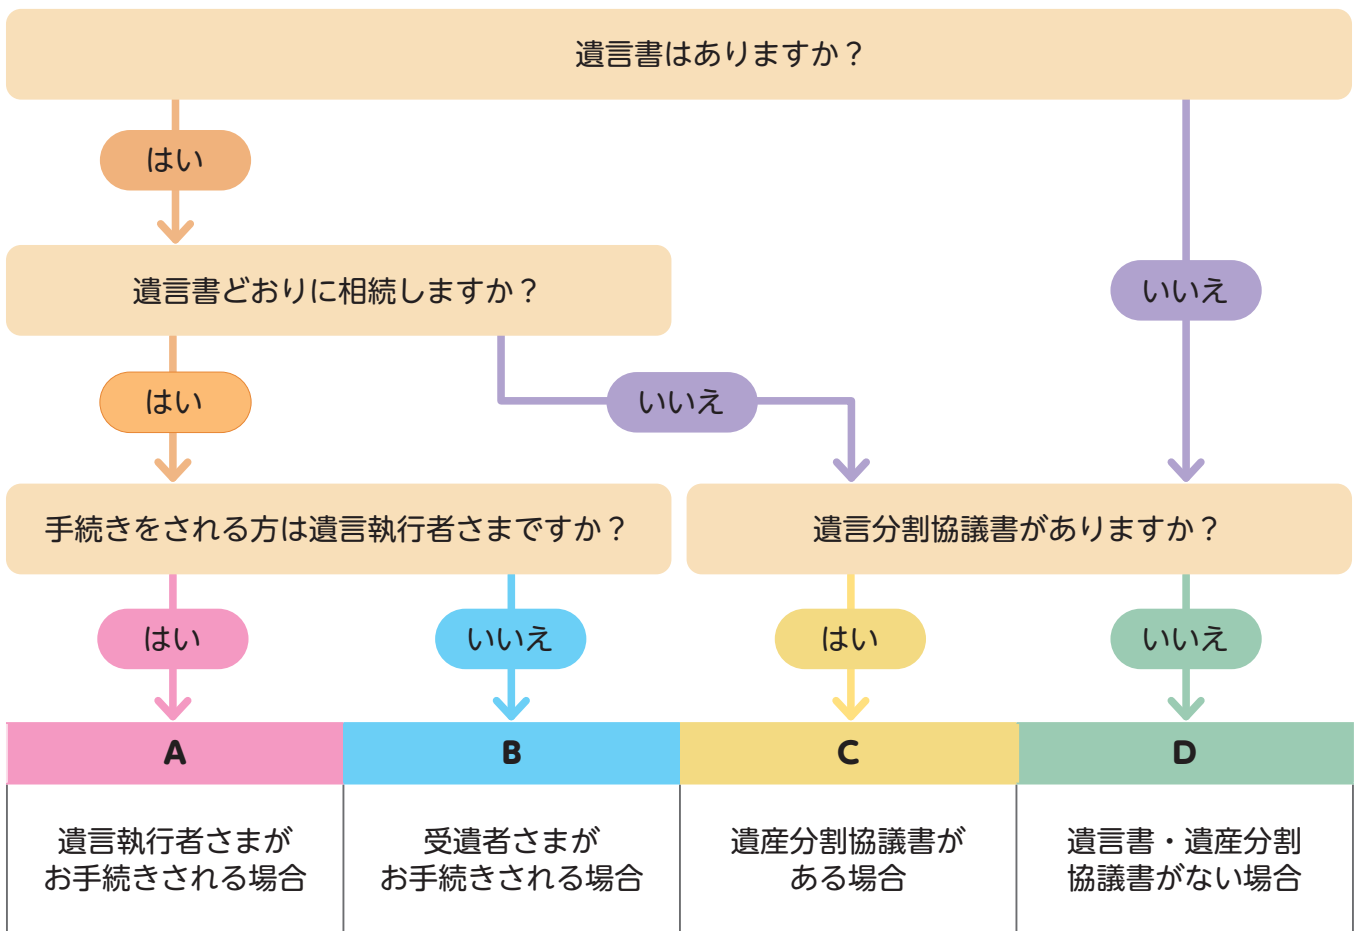 遺言書はありますか？
はい
いいえ
遺言書どおりに相続しますか？
はい
いいえ
手続きをされる方は遺言執行者さまですか？
遺言分割協議書がありますか？
はい
いいえ
はい
いいえ
A
B
C
D
遺言執行者さまが
お手続きされる場合
受遺者さまが
お手続きされる場合
遺産分割協議書が
ある場合
遺言書・遺産分割
協議書がない場合